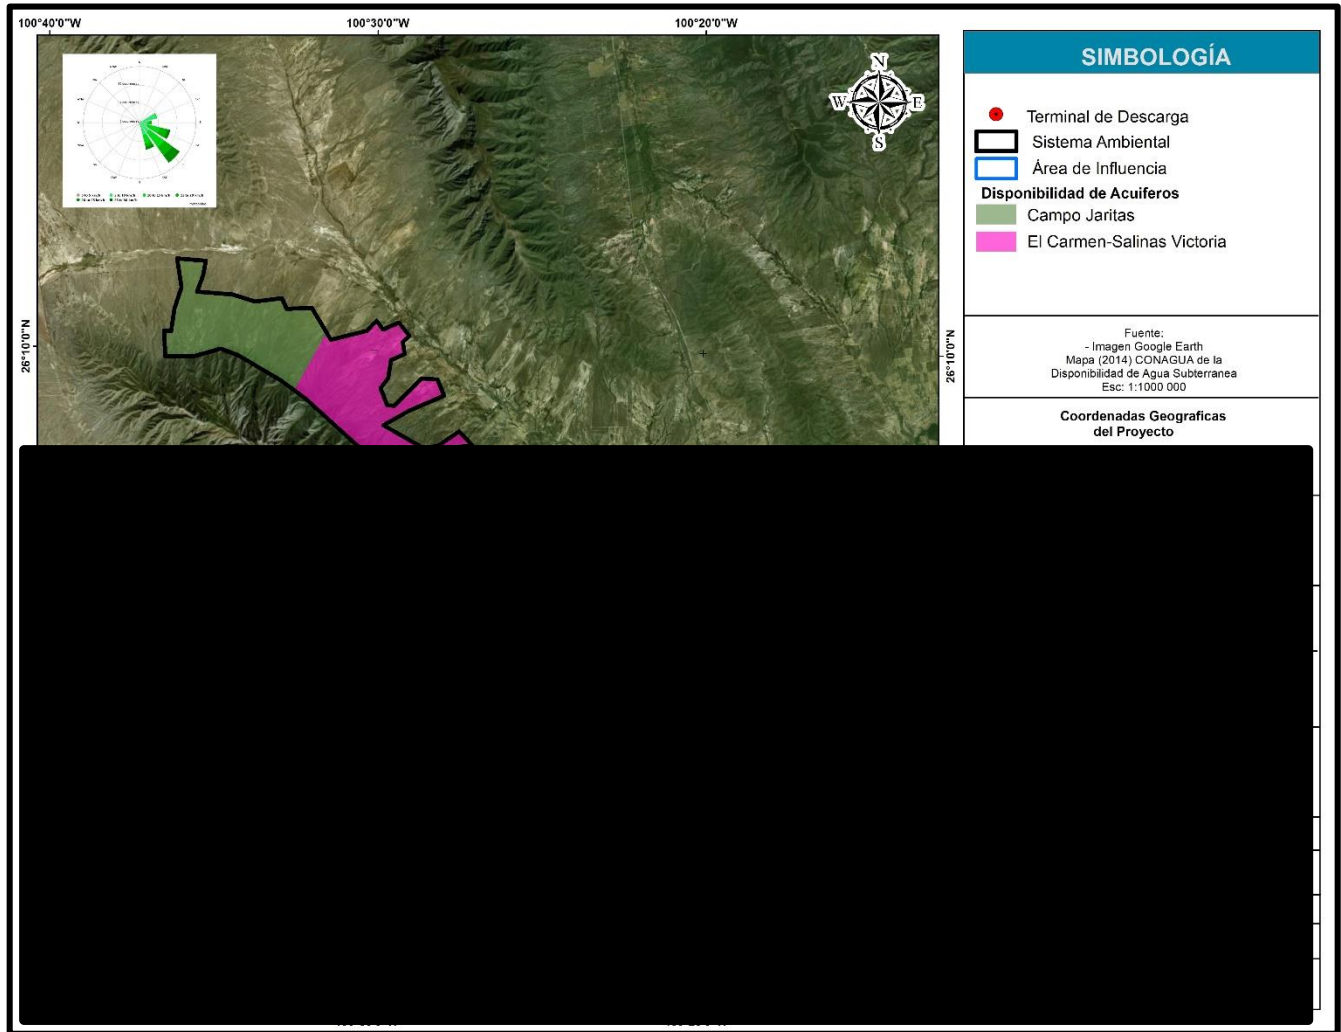 100°40'0"W
100°30'0"W
100°20'0"W
N
W
E
S
26°10'0"N
26°10'0"N
SIMBOLOGÍA
Terminal de Descarga
Sistema Ambiental
Área de Influencia
Disponibilidad de Acuiferos
Campo Jaritas
El Carmen-Salinas Victoria
Fuente:
- Imagen Google Earth
Mapa (2014) CONAGUA de la
Disponibilidad de Agua Subterranea
Esc: 1:1000 000
Coordenadas Geograficas
del Proyecto